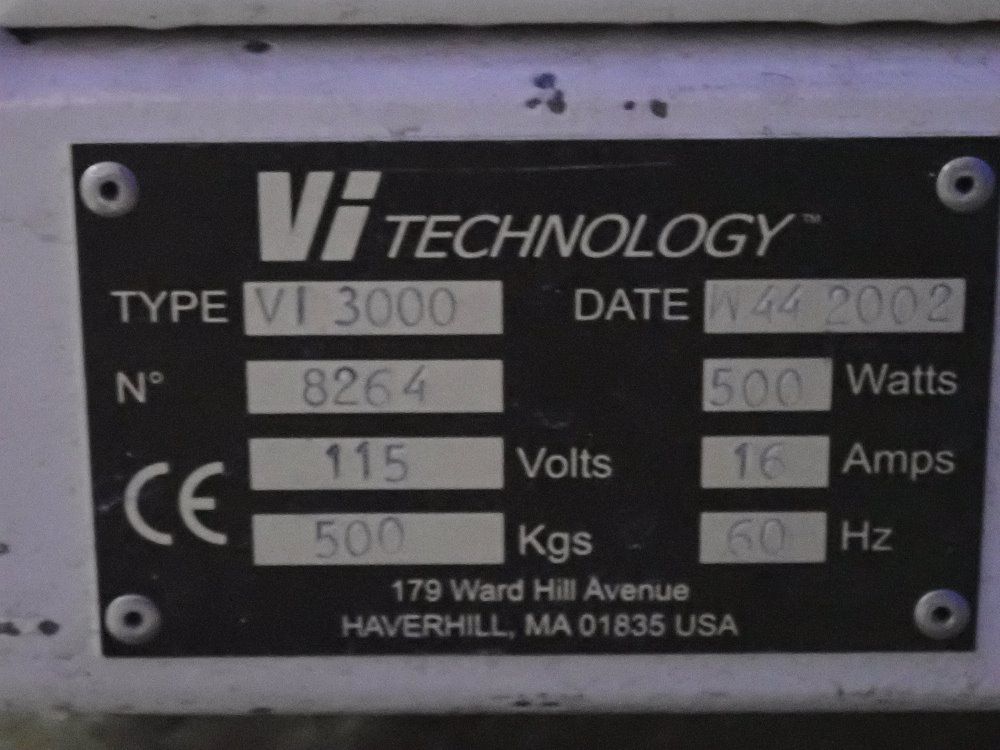 Vi TECHNOLOGY™
TYPE VI 3000 DATE W44 2002
N° 8264 500 Watts
CE 115 Volts 16 Amps
500 Kgs 60 Hz
179 Ward Hill Avenue
HAVERHILL, MA 01835 USA